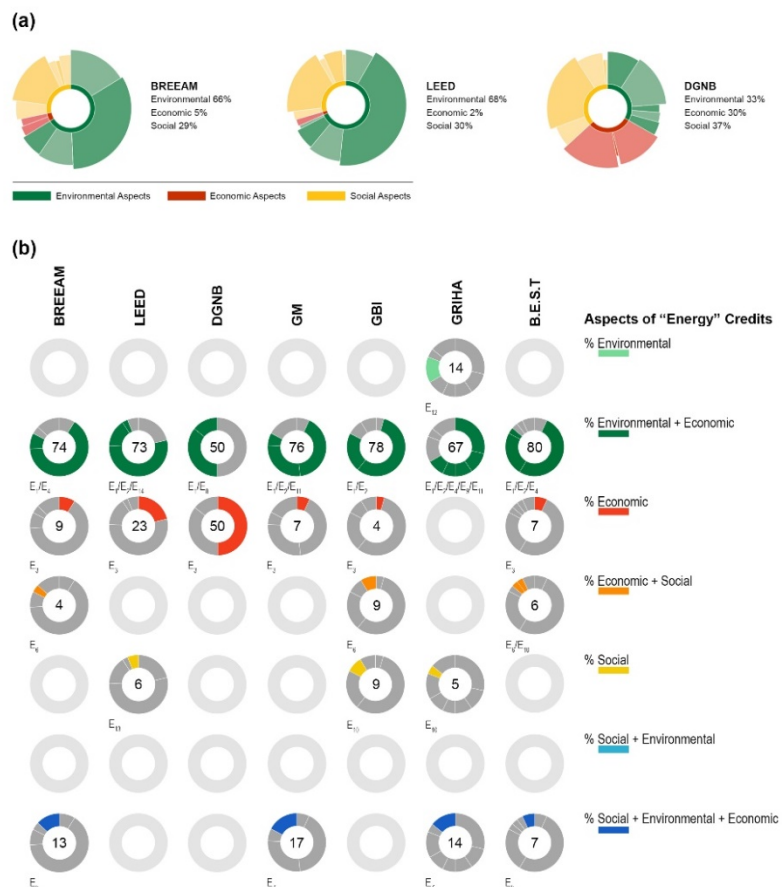 (a)
BREEAM
Environmental 66%
Economic 5%
Social 29%
LEED
Environmental 68%
Economic 2%
Social 30%
DGNB
Environmental 33%
Economic 30%
Social 37%
Environmental Aspects
Economic Aspects
Social Aspects
(b)
BREEAM
LEED
DGNB
GM
GBI
GRIHA
B.E.S.T
Aspects of “Energy” Credits
% Environmental
14
E12
% Environmental + Economic
74
73
50
76
78
67
80
% Economic
9
23
50
7
4
7
% Economic + Social
4
9
6
% Social
6
9
5
E13
% Social + Environmental
% Social + Environmental + Economic
13
17
14
7